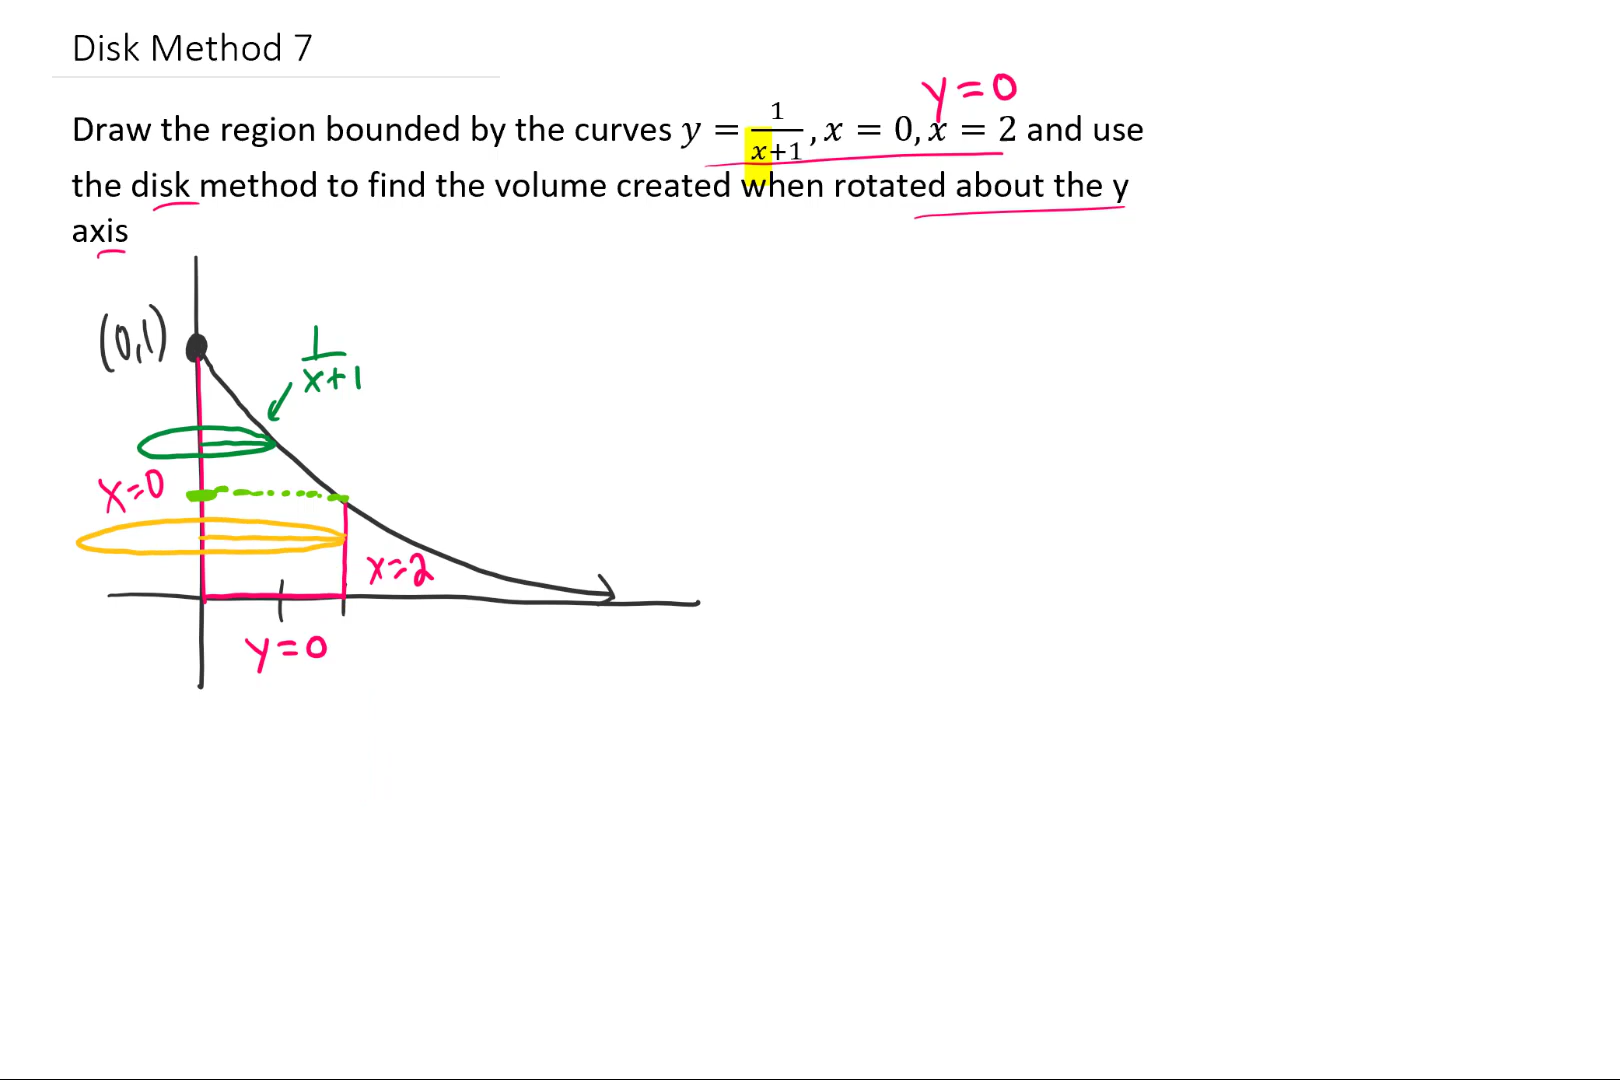 Disk Method 7
y=0
Draw the region bounded by the curves y = 1/(x+1), x = 0, x = 2 and use
the disk method to find the volume created when rotated about the y
axis
(0,1)
1/(x+1)
x=0
x=2
y=0